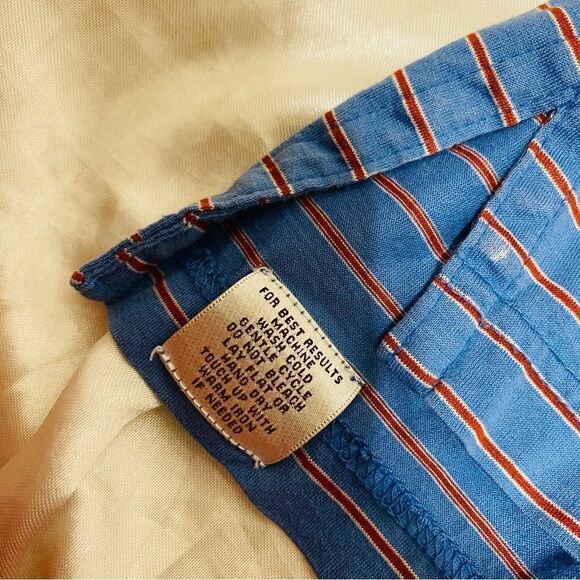 FOR BEST RESULTS
MACHINE
WASH COLD
GENTLE CYCLE
DO NOT BLEACH
LAY FLAT OR
HANG DRY
TOUCH UP WITH
WARM IRON
IF NEEDED